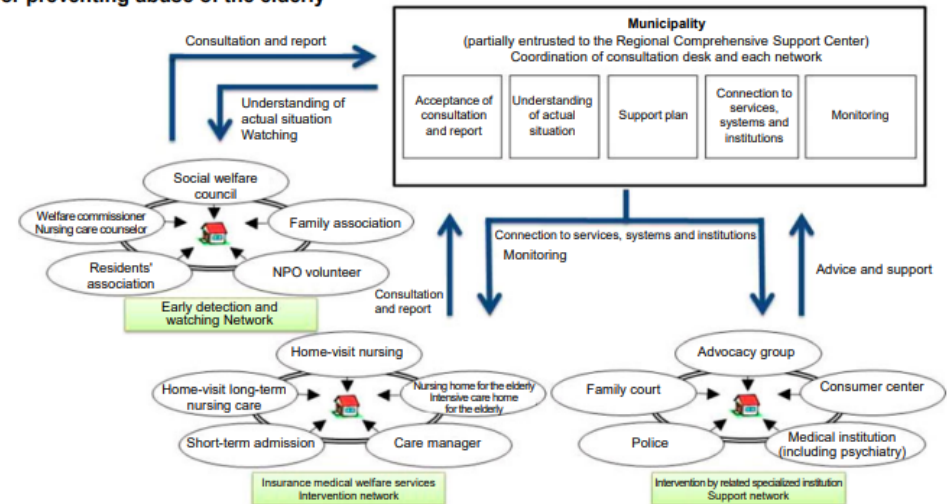 Municipality
(partially entrusted to the Regional Comprehensive Support Center)
Coordination of consultation desk and each network
Acceptance of
consultation
and report
Understanding
of actual
situation
Support plan
Connection to
services,
systems and
institutions
Monitoring
Consultation and report
Understanding of
actual situation
Watching
Social welfare
council
Welfare commissioner
Nursing care counselor
Family association
Residents'
association
NPO volunteer
Early detection and
watching Network
Consultation
and report
Connection to services, systems and institutions
Monitoring
Advice and support
Home-visit nursing
Home-visit long-term
nursing care
Nursing home for the elderly
Intensive care home
for the elderly
Short-term admission
Care manager
Insurance medical welfare services
Intervention network
Advocacy group
Family court
Consumer center
Police
Medical institution
(including psychiatry)
Intervention by related specialized institution
Support network